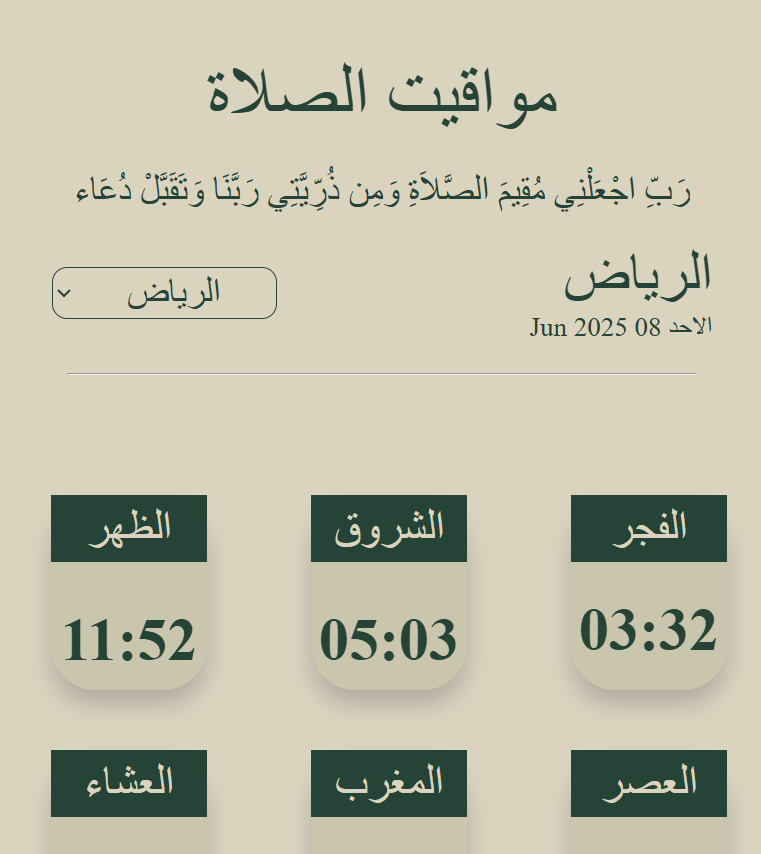 مواقيت الصلاة
رَبِّ اجْعَلْنِي مُقِيمَ الصَّلاَةِ وَمِن ذُرِّيَّتِي رَبَّنَا وَتَقَبَّلْ دُعَاء
الرياض
الاحد 08 Jun 2025
الرياض
الفجر
03:32
الشروق
05:03
الظهر
11:52
العصر
المغرب
العشاء